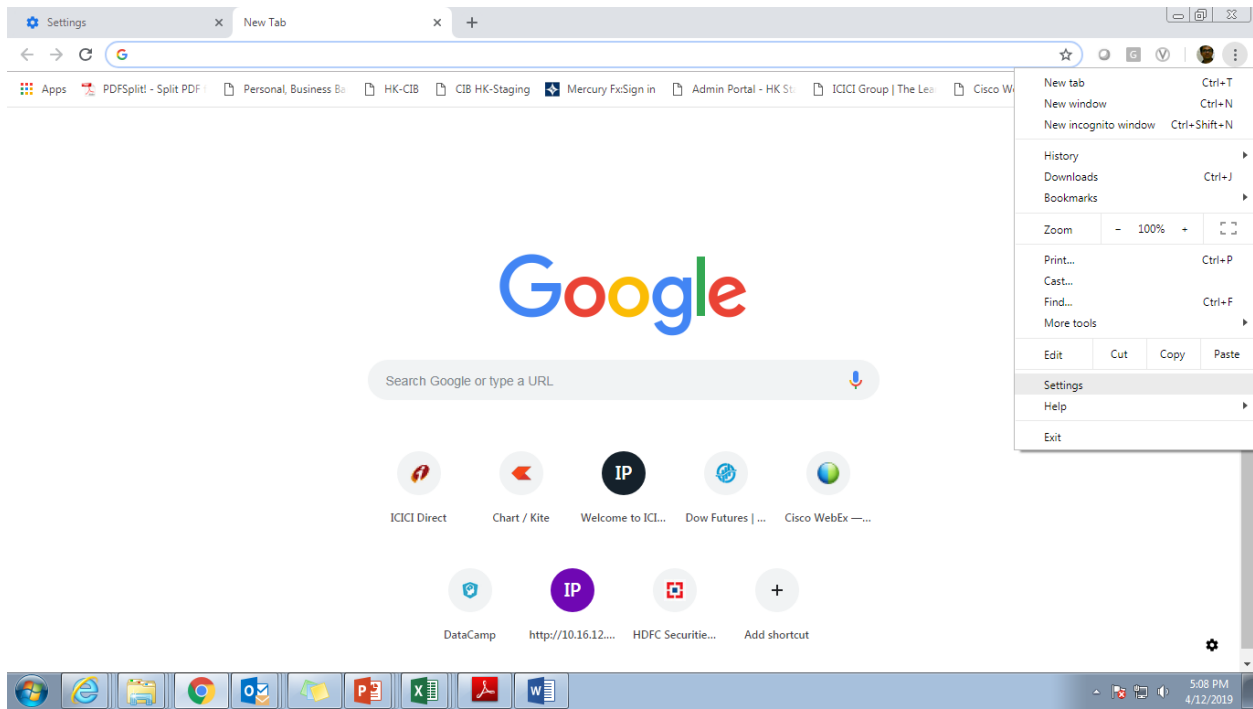 Settings
New Tab
G
G
V
Apps
PDFSplit! - Split PDF
Personal, Business Ba
HK-CIB
CIB HK-Staging
Mercury Fx:Sign in
Admin Portal - HK St
ICICI Group | The Lea
Cisco W
New tab Ctrl+T
New window Ctrl+N
New incognito window Ctrl+Shift+N
History
Downloads Ctrl+J
Bookmarks
Zoom - 100% +
Print... Ctrl+P
Cast...
Find... Ctrl+F
More tools
Edit Cut Copy Paste
Settings
Help
Exit
Google
Search Google or type a URL
IP
ICICI Direct
Chart / Kite
Welcome to ICI...
Dow Futures | ...
Cisco WebEx —...
IP
DataCamp
http://10.16.12....
HDFC Securitie...
Add shortcut
5:08 PM
4/12/2019